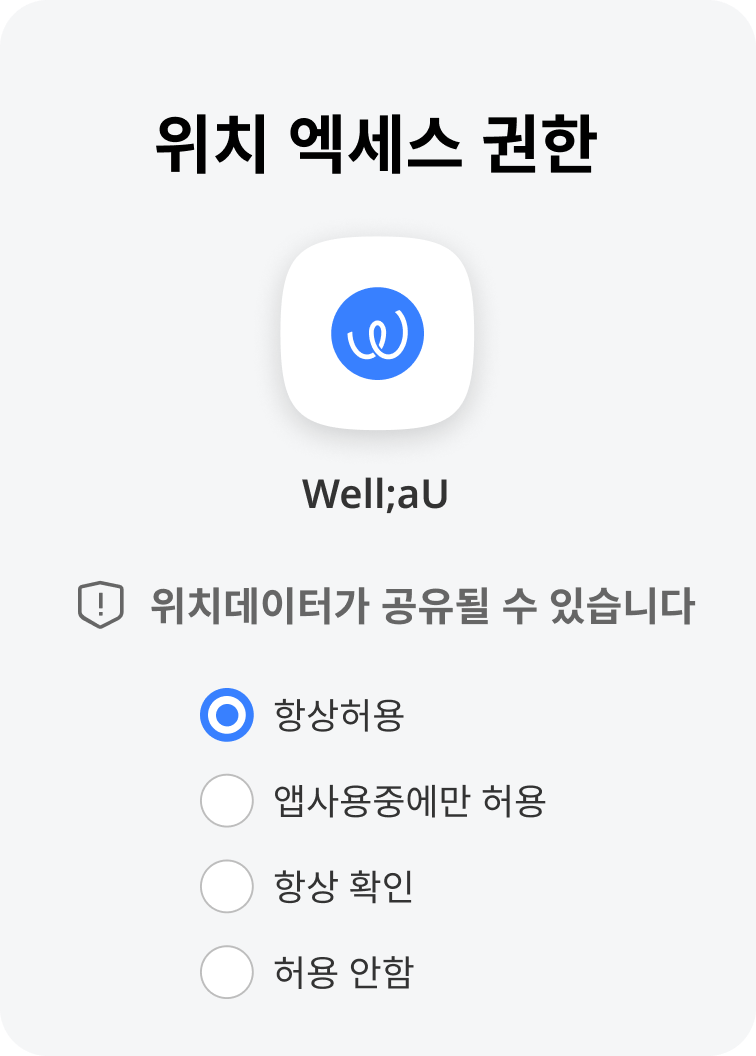 위치 엑세스 권한
Well;aU
위치데이터가 공유될 수 있습니다
항상허용
앱사용중에만 허용
항상 확인
허용 안함